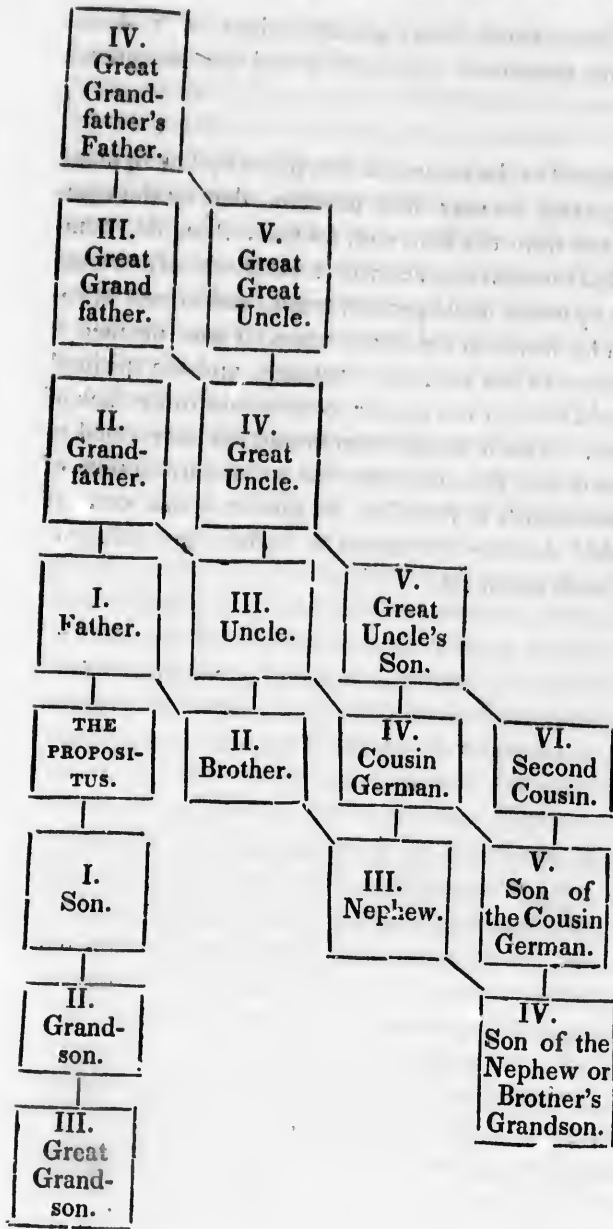 IV.
Great
Grand-
father's
Father.
III.
Great
Grand
father.
V.
Great
Great
Uncle.
II.
Grand-
father.
IV.
Great
Uncle.
I.
Father.
III.
Uncle.
V.
Great
Uncle's
Son.
THE
PROPOSI-
TUS.
II.
Brother.
IV.
Cousin
German.
VI.
Second
Cousin.
I.
Son.
III.
Nephew.
V.
Son of
the Cousin
German.
II.
Grand-
son.
IV.
Son of the
Nephew or
Brother's
Grandson.
III.
Great
Grand-
son.